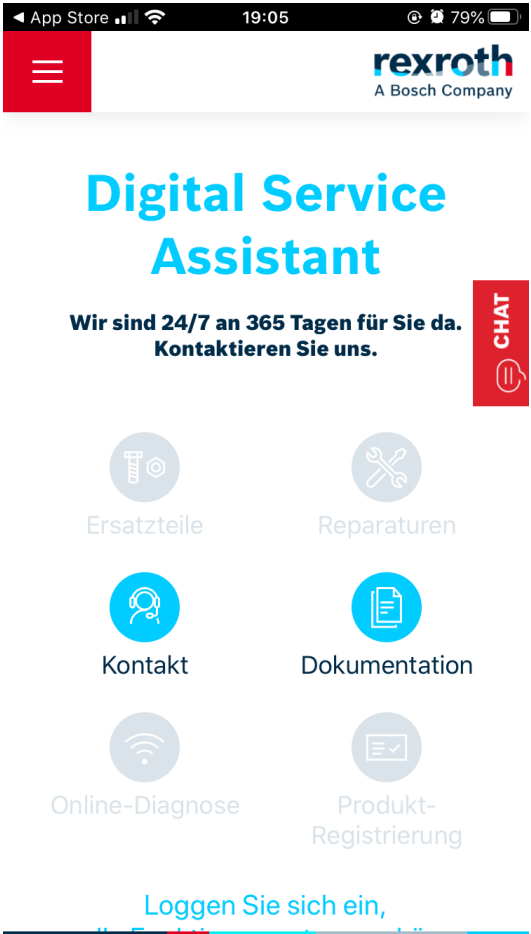 ◀ App Store 19:05 79%
rexroth
A Bosch Company
Digital Service
Assistant
Wir sind 24/7 an 365 Tagen für Sie da.
Kontaktieren Sie uns.
CHAT
Ersatzteile Reparaturen
Kontakt Dokumentation
Online-Diagnose Produkt-
Registrierung
Loggen Sie sich ein,